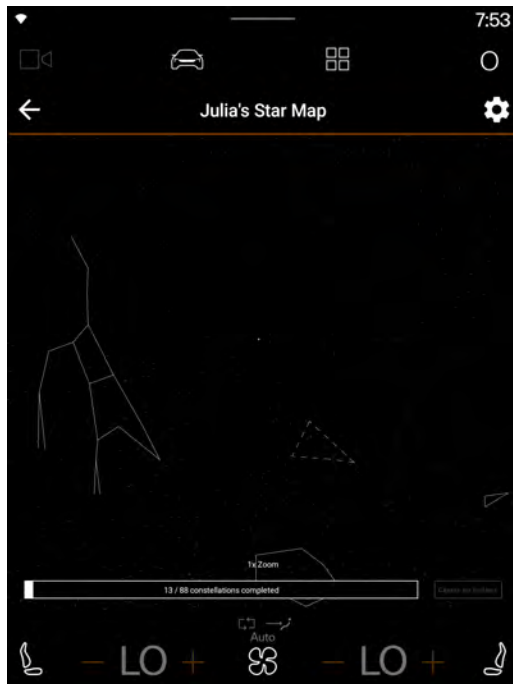 7:53
Julia's Star Map
1x Zoom
13 / 88 constellations completed
Auto
− LO +
− LO +